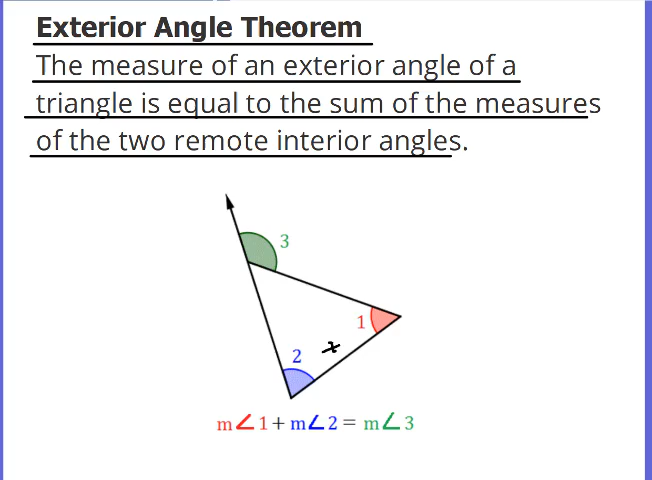 Exterior Angle Theorem
The measure of an exterior angle of a
triangle is equal to the sum of the measures
of the two remote interior angles.
3
1
x
2
m∠1 + m∠2 = m∠3